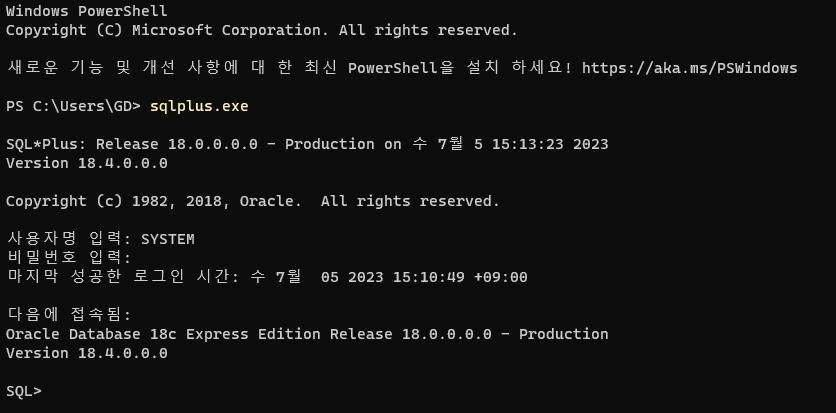 Windows PowerShell
Copyright (C) Microsoft Corporation. All rights reserved.
새로운 기능 및 개선 사항에 대 한 최신 PowerShell을 설치 하세요! https://aka.ms/PSWindows
PS C:\Users\GD> sqlplus.exe
SQL*Plus: Release 18.0.0.0.0 - Production on 수 7월 5 15:13:23 2023
Version 18.4.0.0.0
Copyright (c) 1982, 2018, Oracle.  All rights reserved.
사용자명 입력: SYSTEM
비밀번호 입력:
마지막 성공한 로그인 시간: 수 7월  05 2023 15:10:49 +09:00
다음에 접속됨:
Oracle Database 18c Express Edition Release 18.0.0.0.0 - Production
Version 18.4.0.0.0
SQL>